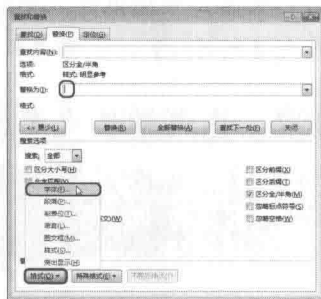 查找和替换
查找(D) 替换(P) 定位(G)
查找内容(N):
选项: 区分全/半角
格式: 样式: 明显参考
替换为(I):
格式:
<< 更少(L) 替换(R) 全部替换(A) 查找下一处(F) 关闭
搜索选项
搜索: 全部
区分大小写(H) 区分前缀(X)
区分后缀(T)
字体(F)... 区分全/半角(M)
段落(P)... 忽略标点符号(S)
制表位(T)... 忽略空格(W)
语言(L)...
图文框(M)...
样式(S)...
突出显示(H)
格式(O) 特殊格式(E) 不限定格式(T)